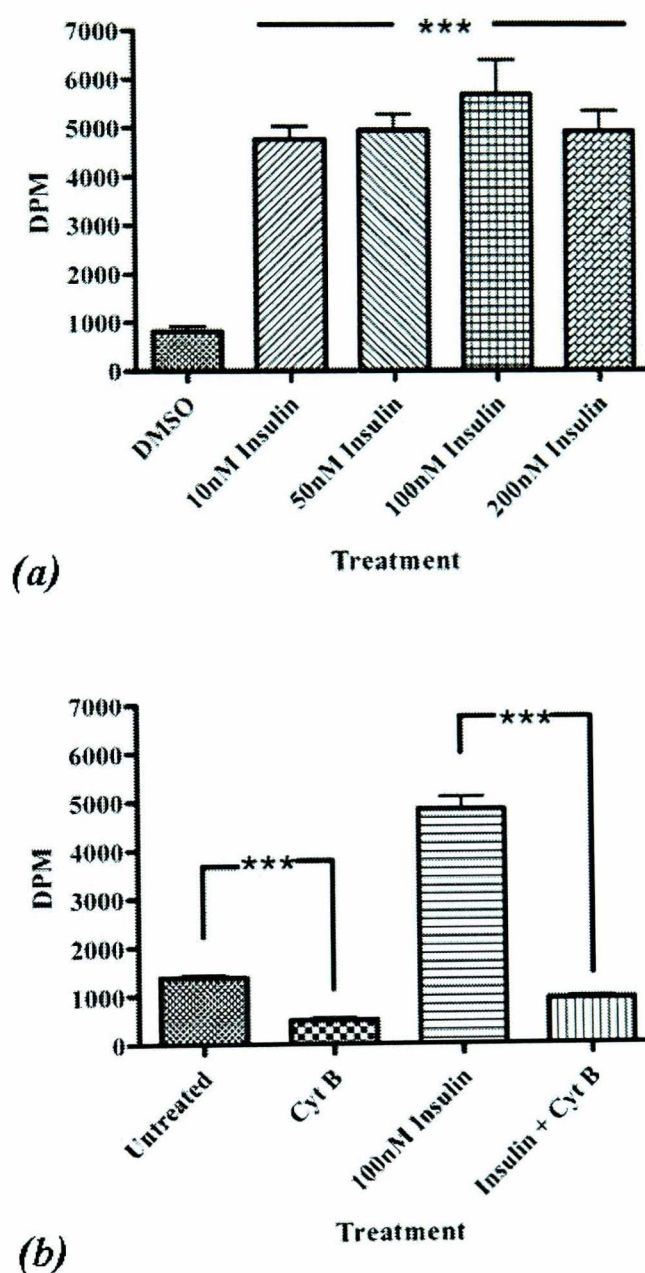 ***
7000
6000
5000
4000
3000
2000
1000
0
DPM
DMSO
10nM Insulin
50nM Insulin
100nM Insulin
200nM Insulin
Treatment
(a)
7000
6000
5000
4000
3000
2000
1000
0
DPM
***
***
Untreated
Cyt B
100nM Insulin
Insulin + Cyt B
Treatment
(b)